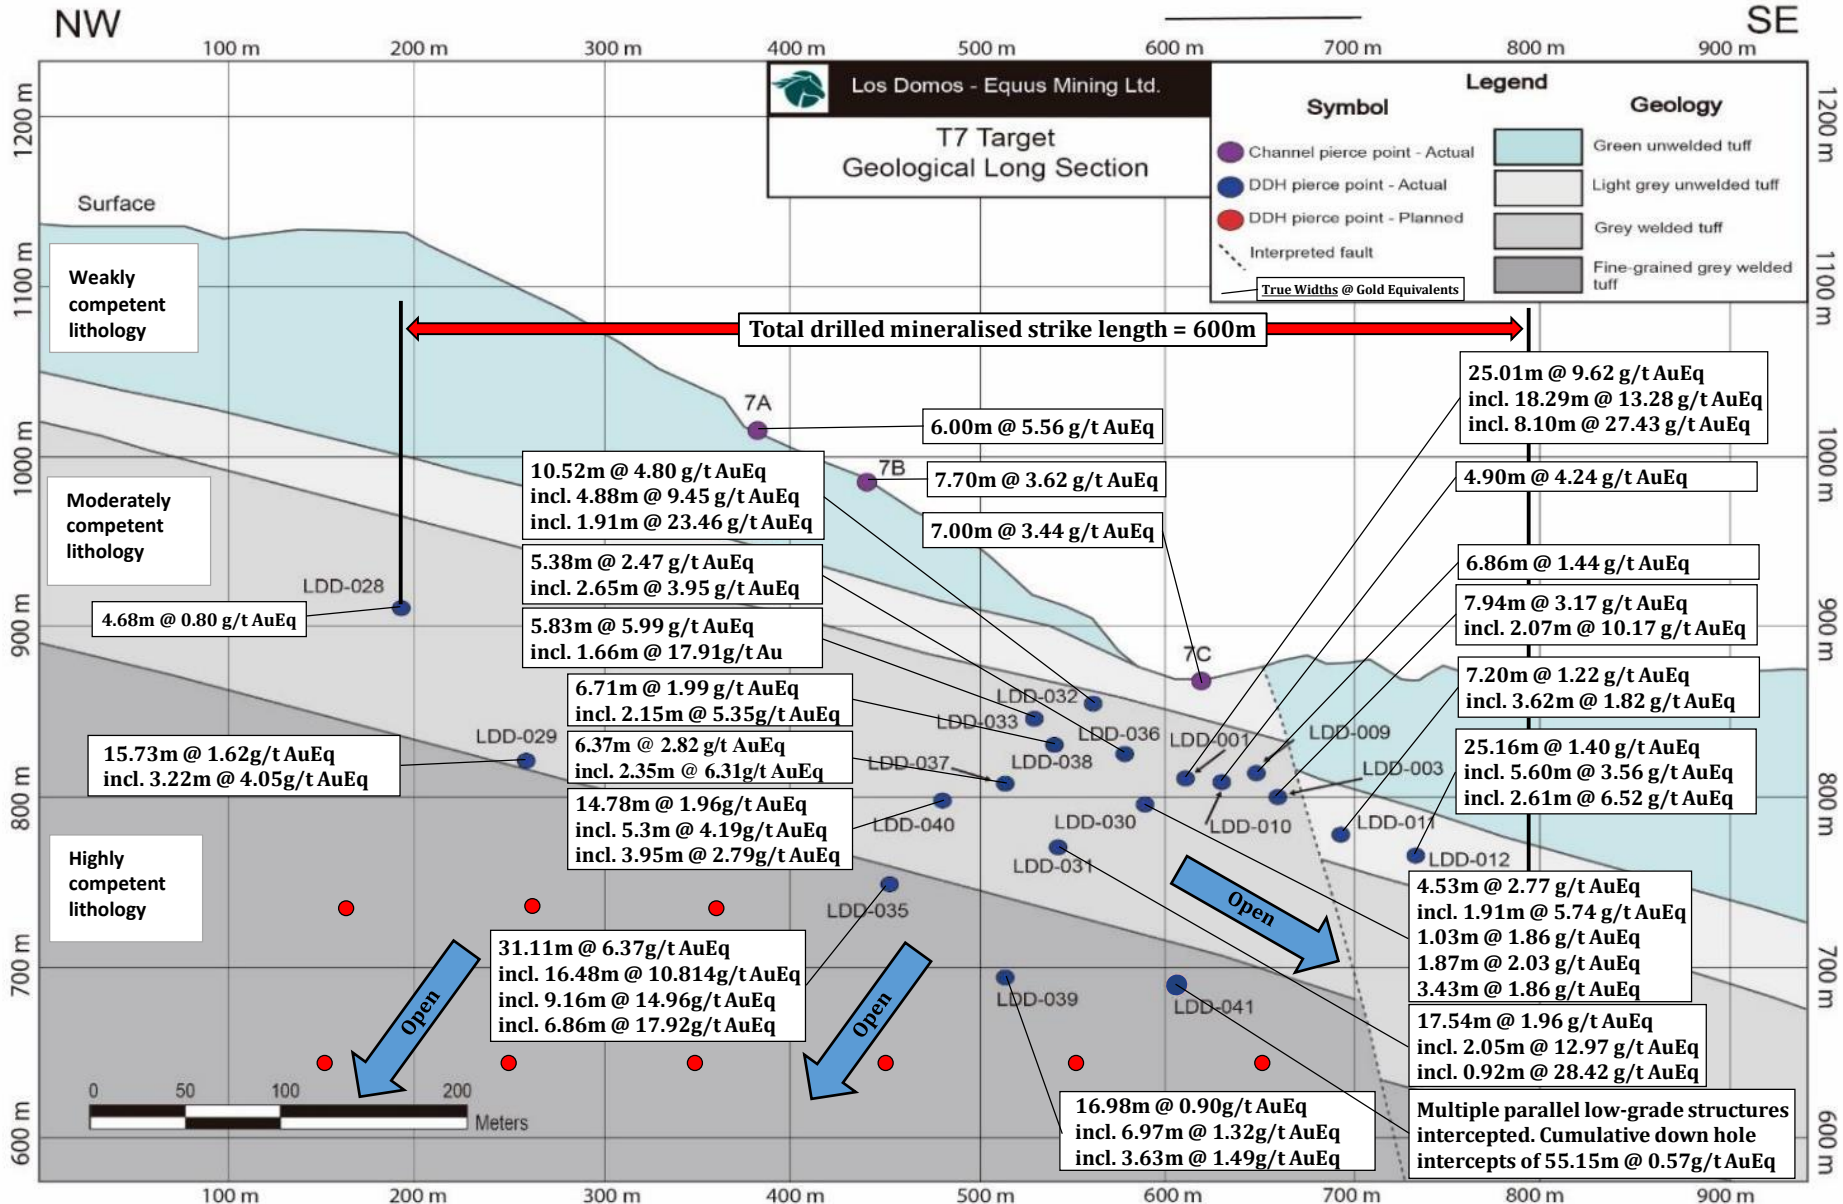 NW
SE
100 m 200 m 300 m 400 m 500 m 600 m 700 m 800 m 900 m
Los Domos - Equus Mining Ltd.
T7 Target
Geological Long Section
Legend
Symbol
Geology
Channel pierce point - Actual
DDH pierce point - Actual
DDH pierce point - Planned
Interpreted fault
True Widths @ Gold Equivalents
Green unwelded tuff
Light grey unwelded tuff
Grey welded tuff
Fine-grained grey welded
tuff
1200 m
1100 m
1000 m
900 m
800 m
700 m
600 m
1200 m
1100 m
1000 m
900 m
800 m
700 m
600 m
Surface
Weakly
competent
lithology
Moderately
competent
lithology
Highly
competent
lithology
Total drilled mineralised strike length = 600m
7A
6.00m @ 5.56 g/t AuEq
7B
7.70m @ 3.62 g/t AuEq
7.00m @ 3.44 g/t AuEq
7C
25.01m @ 9.62 g/t AuEq
incl. 18.29m @ 13.28 g/t AuEq
incl. 8.10m @ 27.43 g/t AuEq
4.90m @ 4.24 g/t AuEq
6.86m @ 1.44 g/t AuEq
7.94m @ 3.17 g/t AuEq
incl. 2.07m @ 10.17 g/t AuEq
7.20m @ 1.22 g/t AuEq
incl. 3.62m @ 1.82 g/t AuEq
25.16m @ 1.40 g/t AuEq
incl. 5.60m @ 3.56 g/t AuEq
incl. 2.61m @ 6.52 g/t AuEq
10.52m @ 4.80 g/t AuEq
incl. 4.88m @ 9.45 g/t AuEq
incl. 1.91m @ 23.46 g/t AuEq
5.38m @ 2.47 g/t AuEq
incl. 2.65m @ 3.95 g/t AuEq
5.83m @ 5.99 g/t AuEq
incl. 1.66m @ 17.91g/t Au
6.71m @ 1.99 g/t AuEq
incl. 2.15m @ 5.35g/t AuEq
6.37m @ 2.82 g/t AuEq
incl. 2.35m @ 6.31g/t AuEq
14.78m @ 1.96g/t AuEq
incl. 5.3m @ 4.19g/t AuEq
incl. 3.95m @ 2.79g/t AuEq
LDD-028
4.68m @ 0.80 g/t AuEq
LDD-029
15.73m @ 1.62g/t AuEq
incl. 3.22m @ 4.05g/t AuEq
LDD-032
LDD-033
LDD-036
LDD-038
LDD-037
LDD-040
LDD-001
LDD-009
LDD-003
LDD-030
LDD-010
LDD-011
LDD-012
LDD-031
LDD-035
LDD-039
LDD-041
31.11m @ 6.37g/t AuEq
incl. 16.48m @ 10.814g/t AuEq
incl. 9.16m @ 14.96g/t AuEq
incl. 6.86m @ 17.92g/t AuEq
Open
Open
Open
4.53m @ 2.77 g/t AuEq
incl. 1.91m @ 5.74 g/t AuEq
1.03m @ 1.86 g/t AuEq
1.87m @ 2.03 g/t AuEq
3.43m @ 1.86 g/t AuEq
17.54m @ 1.96 g/t AuEq
incl. 2.05m @ 12.97 g/t AuEq
incl. 0.92m @ 28.42 g/t AuEq
16.98m @ 0.90g/t AuEq
incl. 6.97m @ 1.32g/t AuEq
incl. 3.63m @ 1.49g/t AuEq
Multiple parallel low-grade structures
intercepted. Cumulative down hole
intercepts of 55.15m @ 0.57g/t AuEq
0 50 100 200
Meters
100 m 200 m 300 m 400 m 500 m 600 m 700 m 800 m 900 m